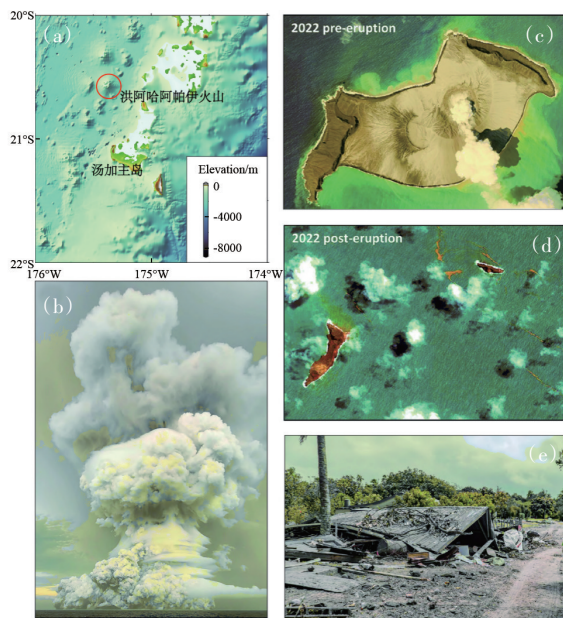 20°S
(a)
洪阿哈阿帕伊火山
21°S
汤加主岛
Elevation/m
0
-4000
-8000
22°S
176°W
175°W
174°W
(b)
2022 pre-eruption
(c)
2022 post-eruption
(d)
(e)